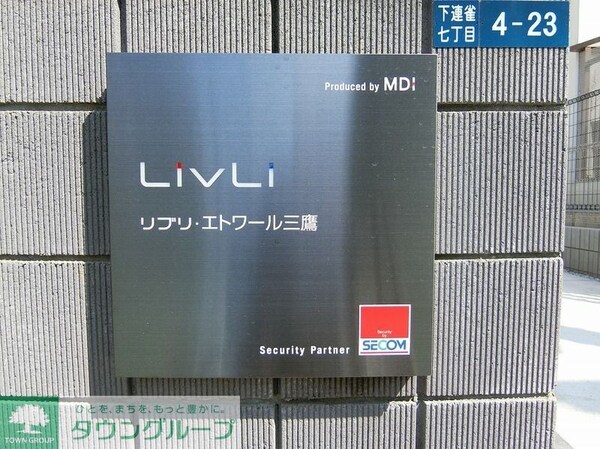 下連雀
七丁目
4-23
Produced by MDI
LivLi
リブリ・エトワール三鷹
Security Partner
Security
by
SECOM
ひとを、まちを、もっと豊かに。
タウングループ
TOWN GROUP